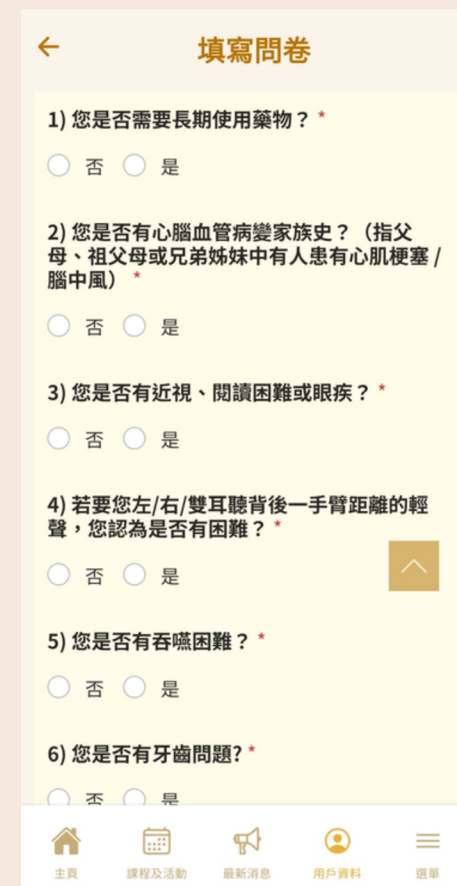 填寫問卷
1) 您是否需要長期使用藥物？ *
否 是
2) 您是否有心腦血管病變家族史？（指父
母、祖父母或兄弟姊妹中有人患有心肌梗塞 /
腦中風） *
否 是
3) 您是否有近視、閱讀困難或眼疾？ *
否 是
4) 若要您左/右/雙耳聽背後一手臂距離的輕
聲，您認為是否有困難？ *
否 是
5) 您是否有吞嚥困難？ *
否 是
6) 您是否有牙齒問題? *
否 是
主頁 課程及活動 最新消息 用戶資料 選單